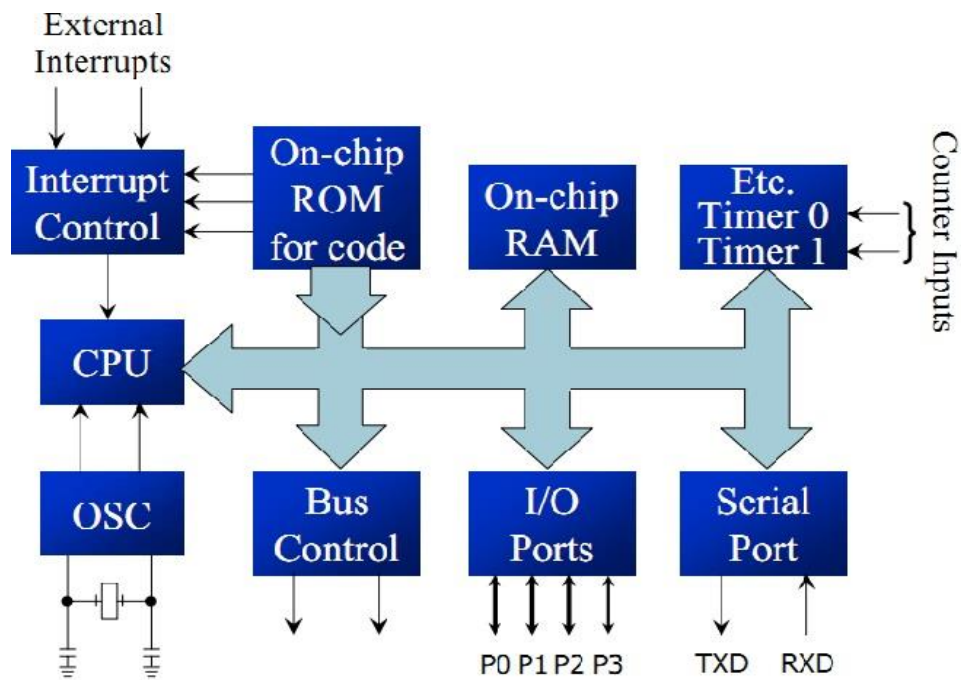 External
Interrupts
Interrupt
Control
On-chip
ROM
for code
On-chip
RAM
Etc.
Timer 0
Timer 1
Counter Inputs
CPU
OSC
Bus
Control
I/O
Ports
Serial
Port
P0 P1 P2 P3
TXD RXD